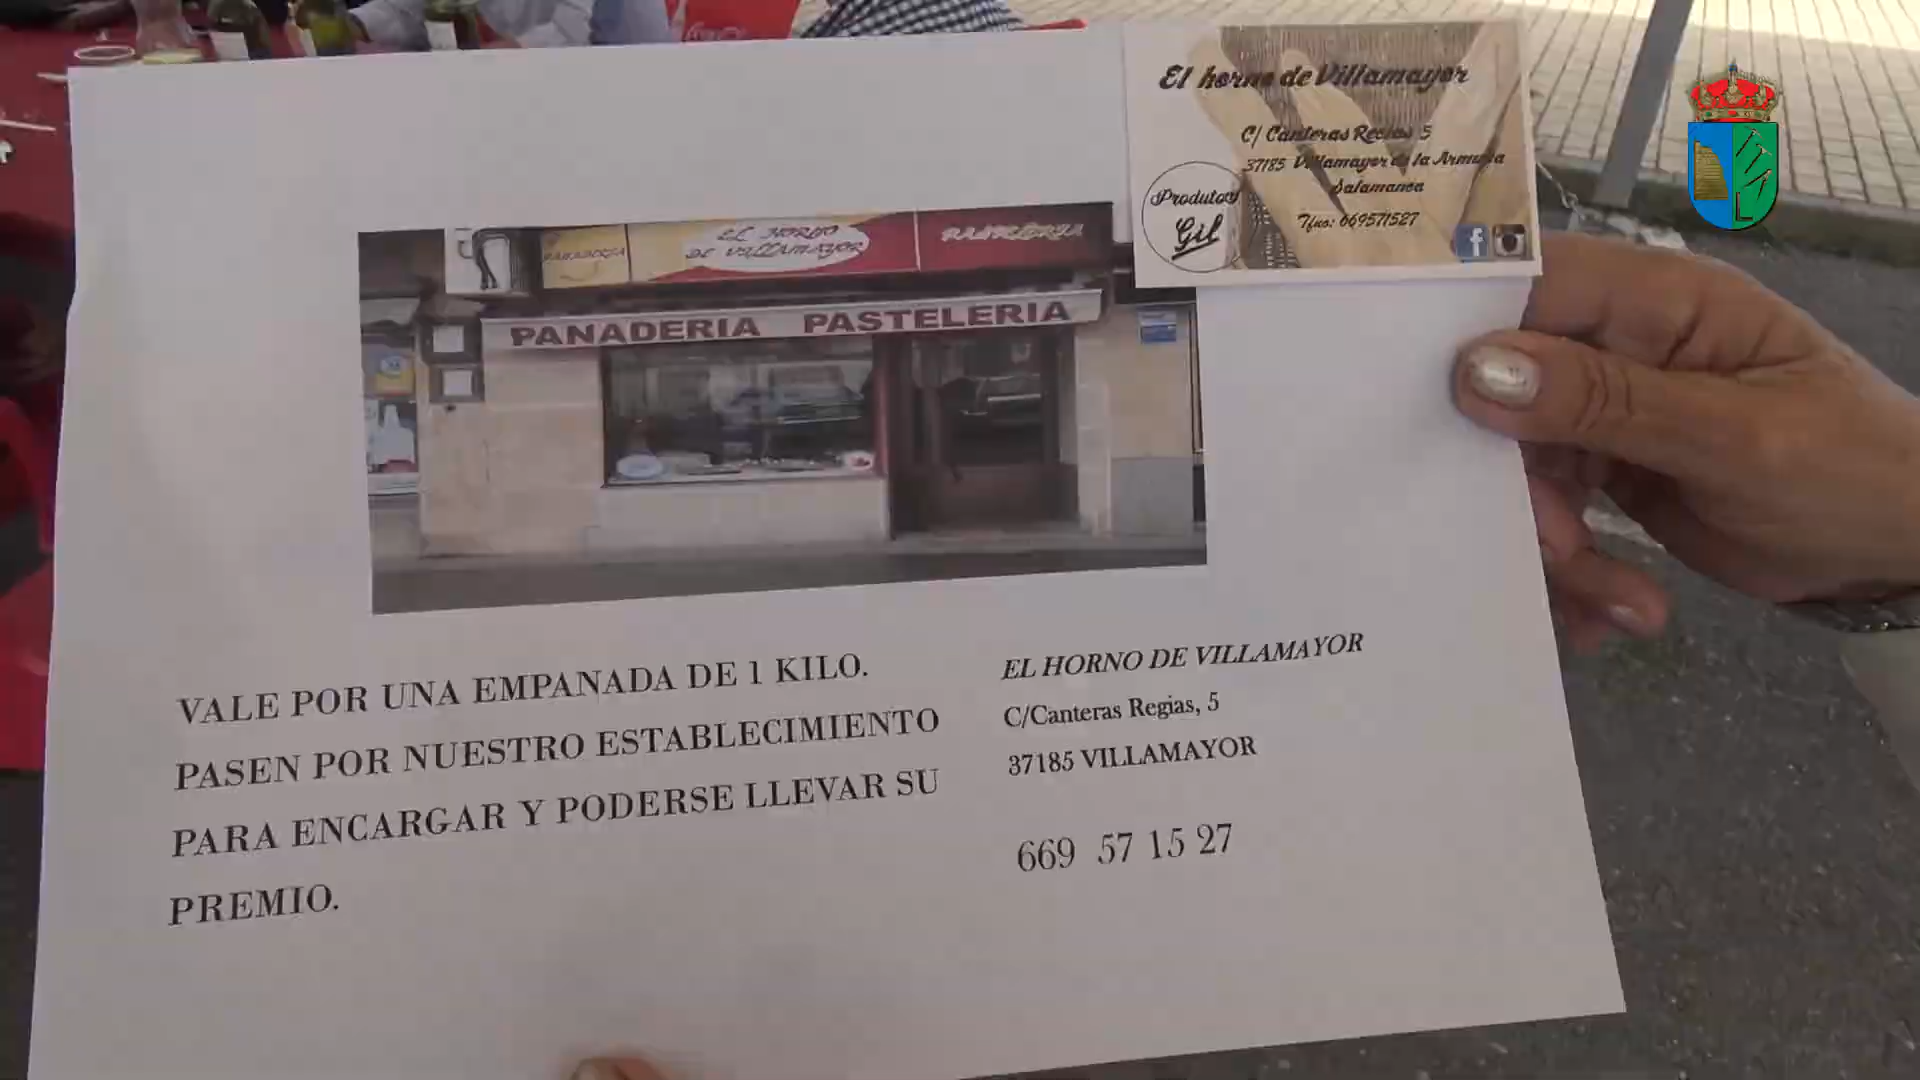 El horno de Villamayor
C/ Canteras Regias 5
37185 Villamayor de la Armuña
Salamanca
Tfno: 669571527
Produtos
Gil
PANADERIA
EL HORNO
DE VILLAMAYOR
PANADERIA PASTELERIA
VALE POR UNA EMPANADA DE 1 KILO.
PASEN POR NUESTRO ESTABLECIMIENTO
PARA ENCARGAR Y PODERSE LLEVAR SU
PREMIO.
EL HORNO DE VILLAMAYOR
C/Canteras Regias, 5
37185 VILLAMAYOR
669 57 15 27